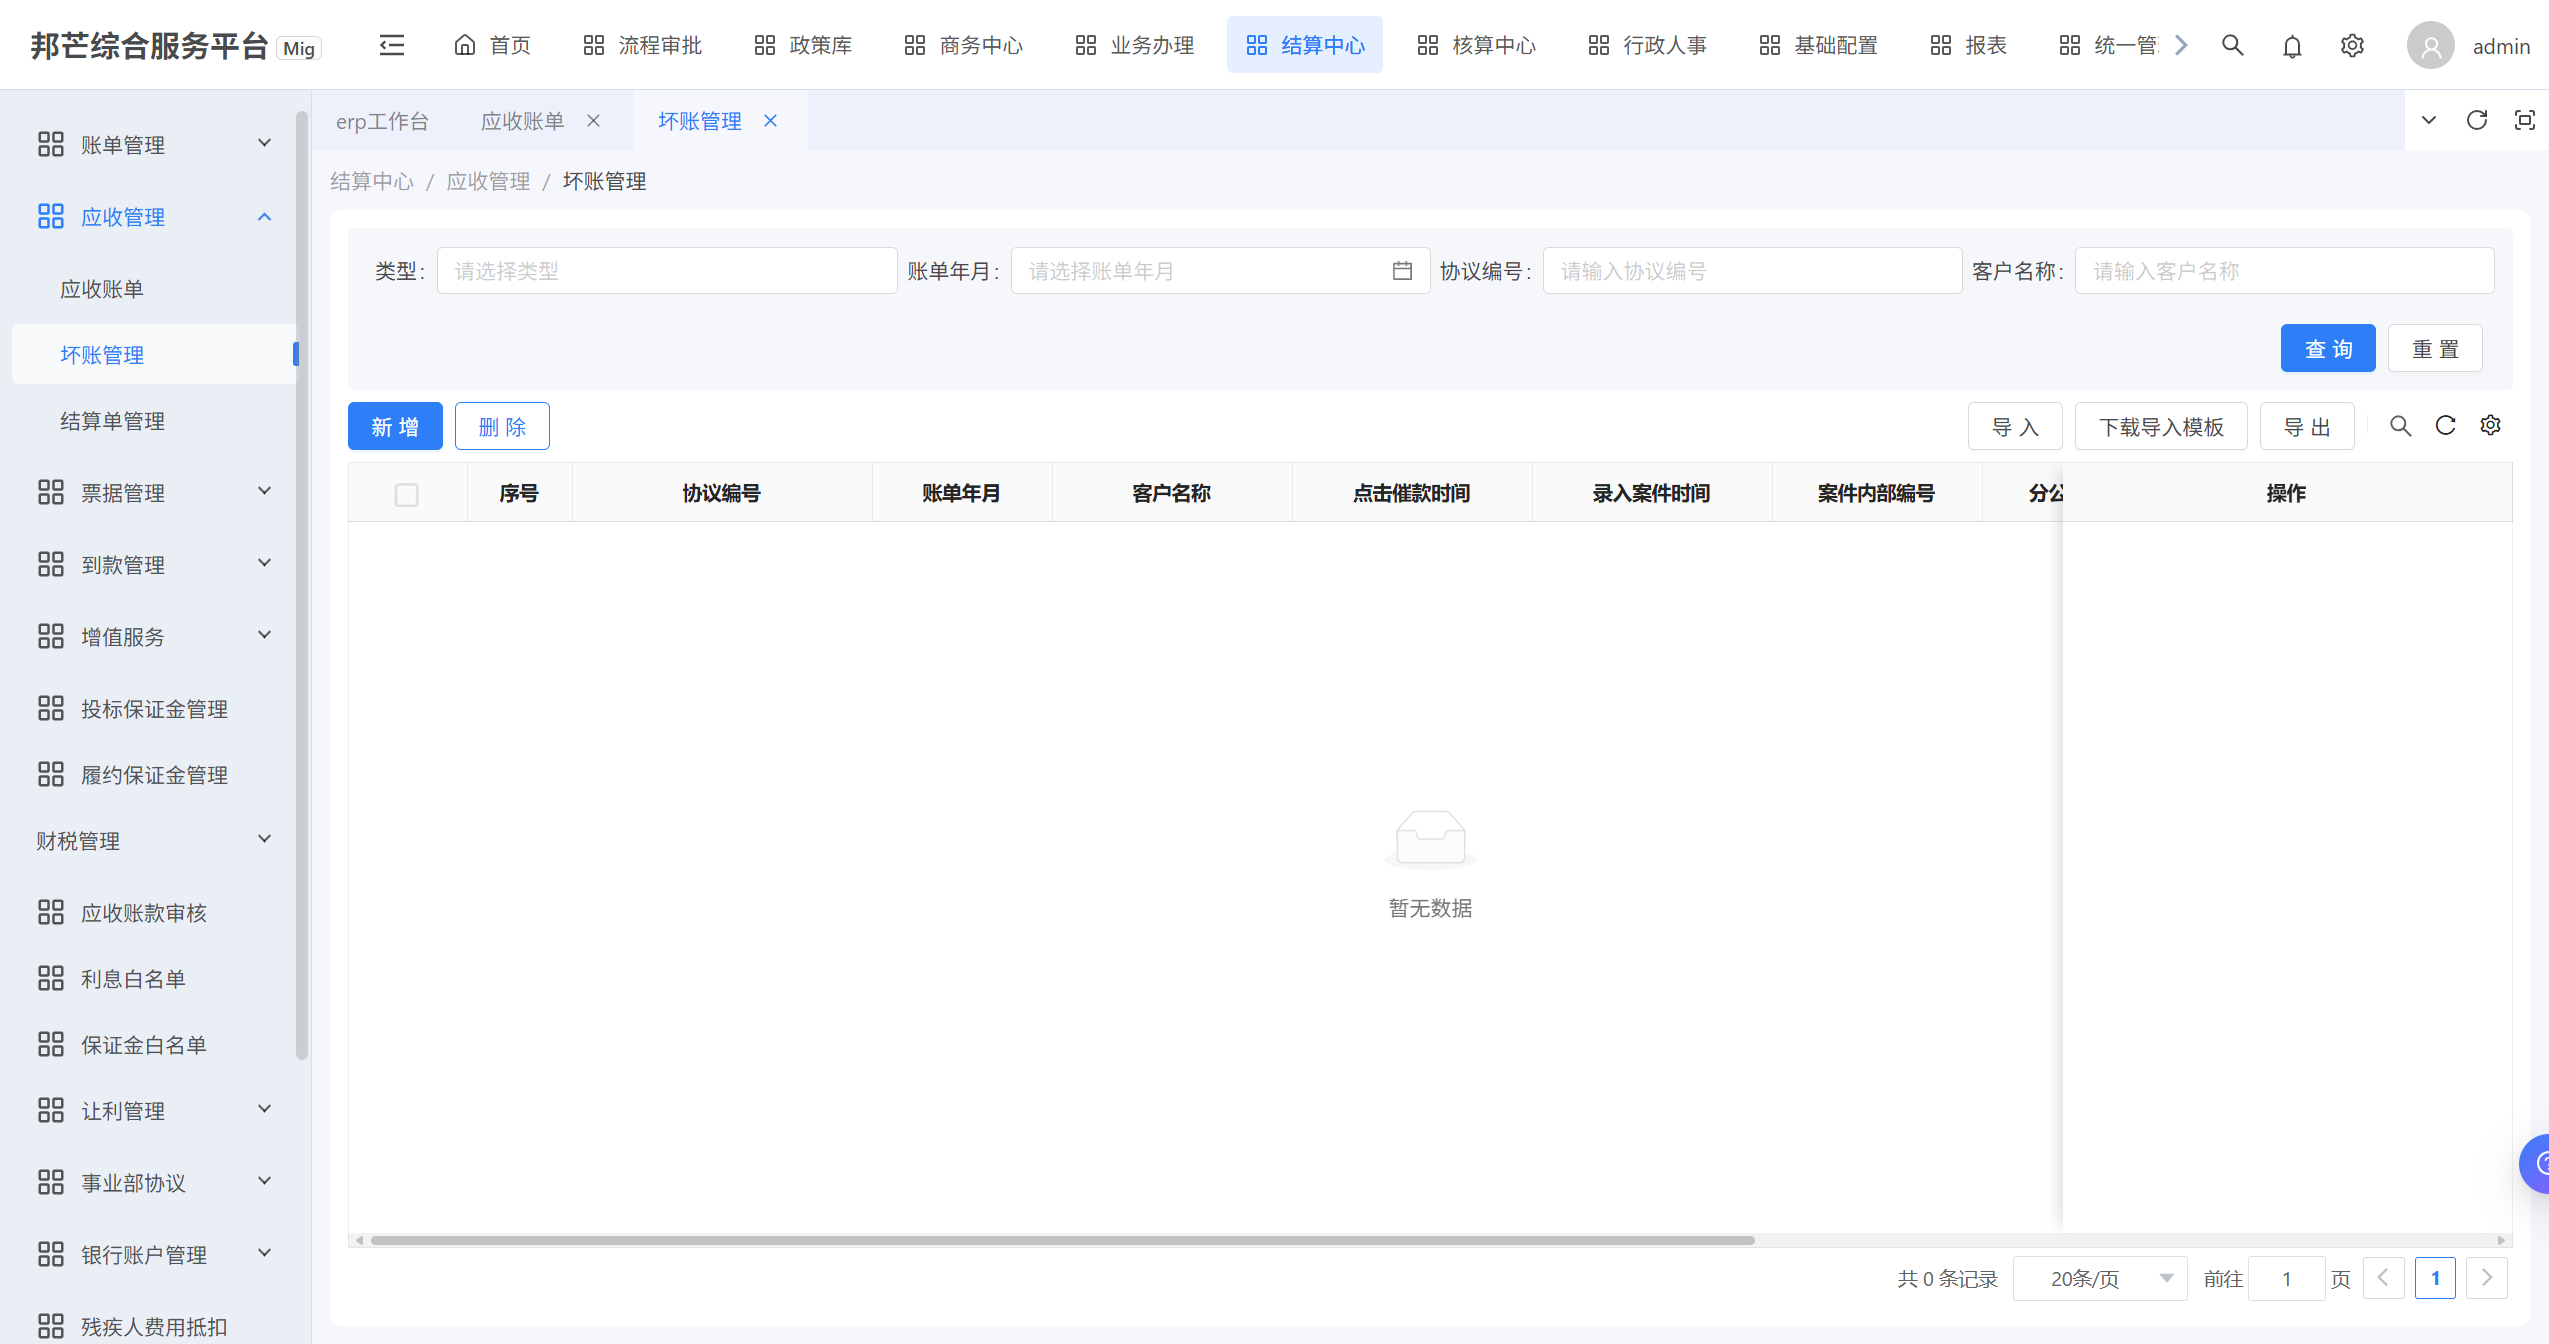 邦芒综合服务平台 Mig 首页 流程审批 政策库 商务中心 业务办理 结算中心 核算中心 行政人事 基础配置 报表 统一管 admin
erp工作台 应收账单 坏账管理
结算中心 / 应收管理 / 坏账管理
账单管理
应收管理
应收账单
坏账管理
结算单管理
票据管理
到款管理
增值服务
投标保证金管理
履约保证金管理
财税管理
应收账款审核
利息白名单
保证金白名单
让利管理
事业部协议
银行账户管理
残疾人费用抵扣
类型: 请选择类型 账单年月: 请选择账单年月 协议编号: 请输入协议编号 客户名称: 请输入客户名称
查 询 重 置
新 增 删 除 导 入 下载导入模板 导 出
序号 协议编号 账单年月 客户名称 点击催款时间 录入案件时间 案件内部编号 分公 操作
暂无数据
共 0 条记录 20条/页 前往 1 页 1